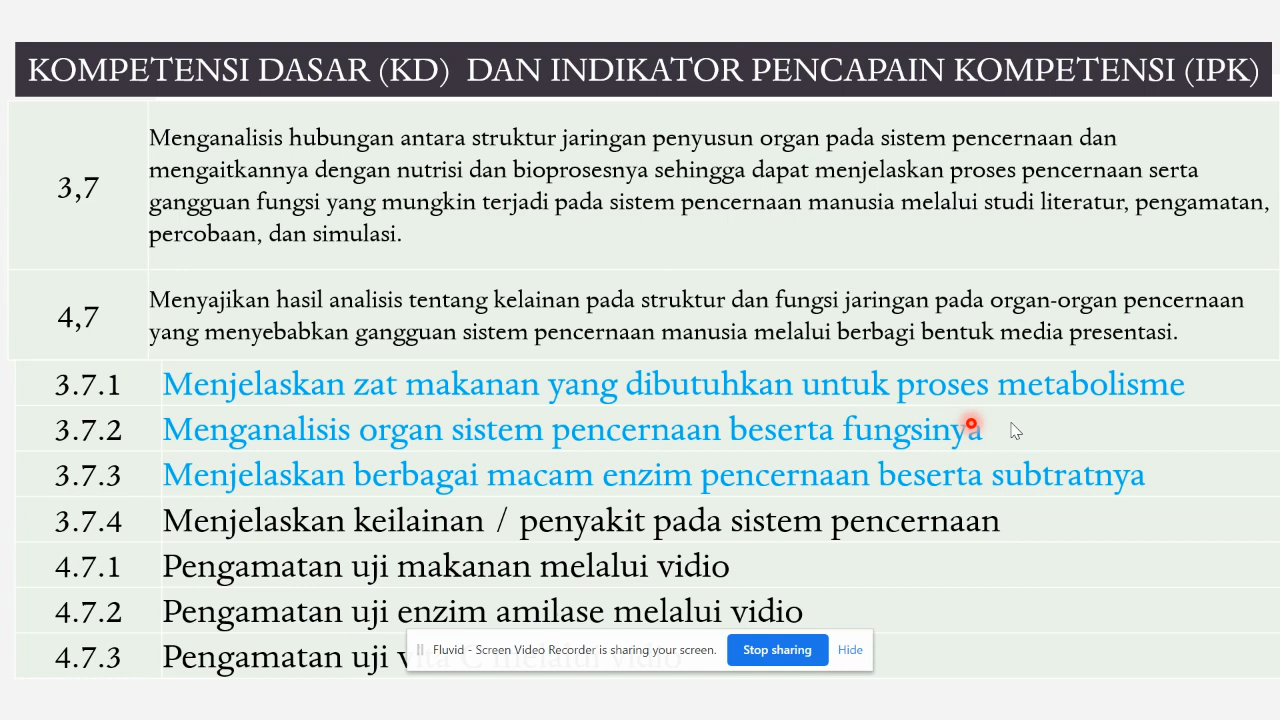 KOMPETENSI DASAR (KD) DAN INDIKATOR PENCAPAIN KOMPETENSI (IPK)
3,7
Menganalisis hubungan antara struktur jaringan penyusun organ pada sistem pencernaan dan
mengaitkannya dengan nutrisi dan bioprosesnya sehingga dapat menjelaskan proses pencernaan serta
gangguan fungsi yang mungkin terjadi pada sistem pencernaan manusia melalui studi literatur, pengamatan,
percobaan, dan simulasi.
4,7
Menyajikan hasil analisis tentang kelainan pada struktur dan fungsi jaringan pada organ-organ pencernaan
yang menyebabkan gangguan sistem pencernaan manusia melalui berbagi bentuk media presentasi.
3.7.1 Menjelaskan zat makanan yang dibutuhkan untuk proses metabolisme
3.7.2 Menganalisis organ sistem pencernaan beserta fungsinya
3.7.3 Menjelaskan berbagai macam enzim pencernaan beserta subtratnya
3.7.4 Menjelaskan keilainan / penyakit pada sistem pencernaan
4.7.1 Pengamatan uji makanan melalui vidio
4.7.2 Pengamatan uji enzim amilase melalui vidio
4.7.3 Pengamatan uji vita C melalui vidio
Fluvid - Screen Video Recorder is sharing your screen. Stop sharing Hide